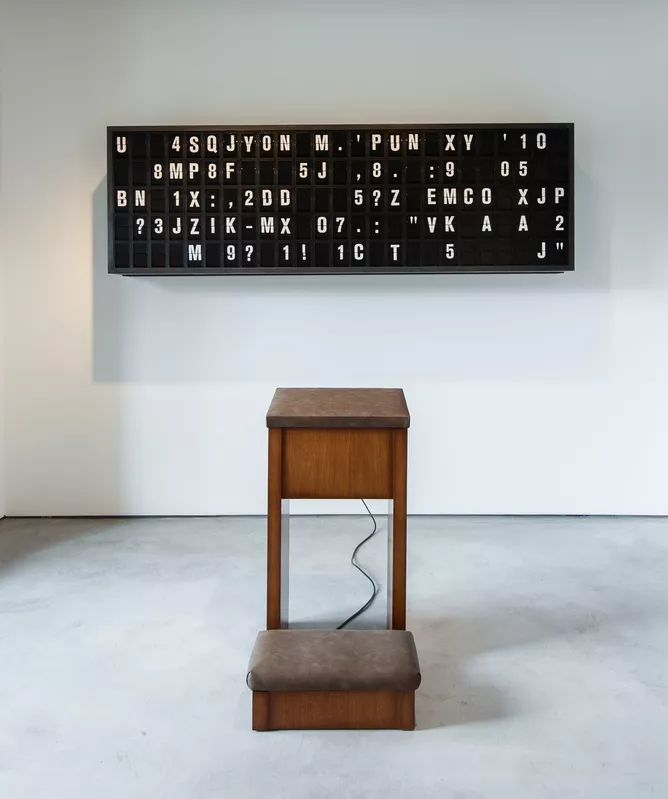 U 4SQJYON M.'PUN XY '10
8MP8F 5J ,8. :9 05
BN 1X:,2DD 5?Z EMCO XJP
?3JZIK-MX 07.: "VK A A 2
M 9? 1! 1C T 5 J"